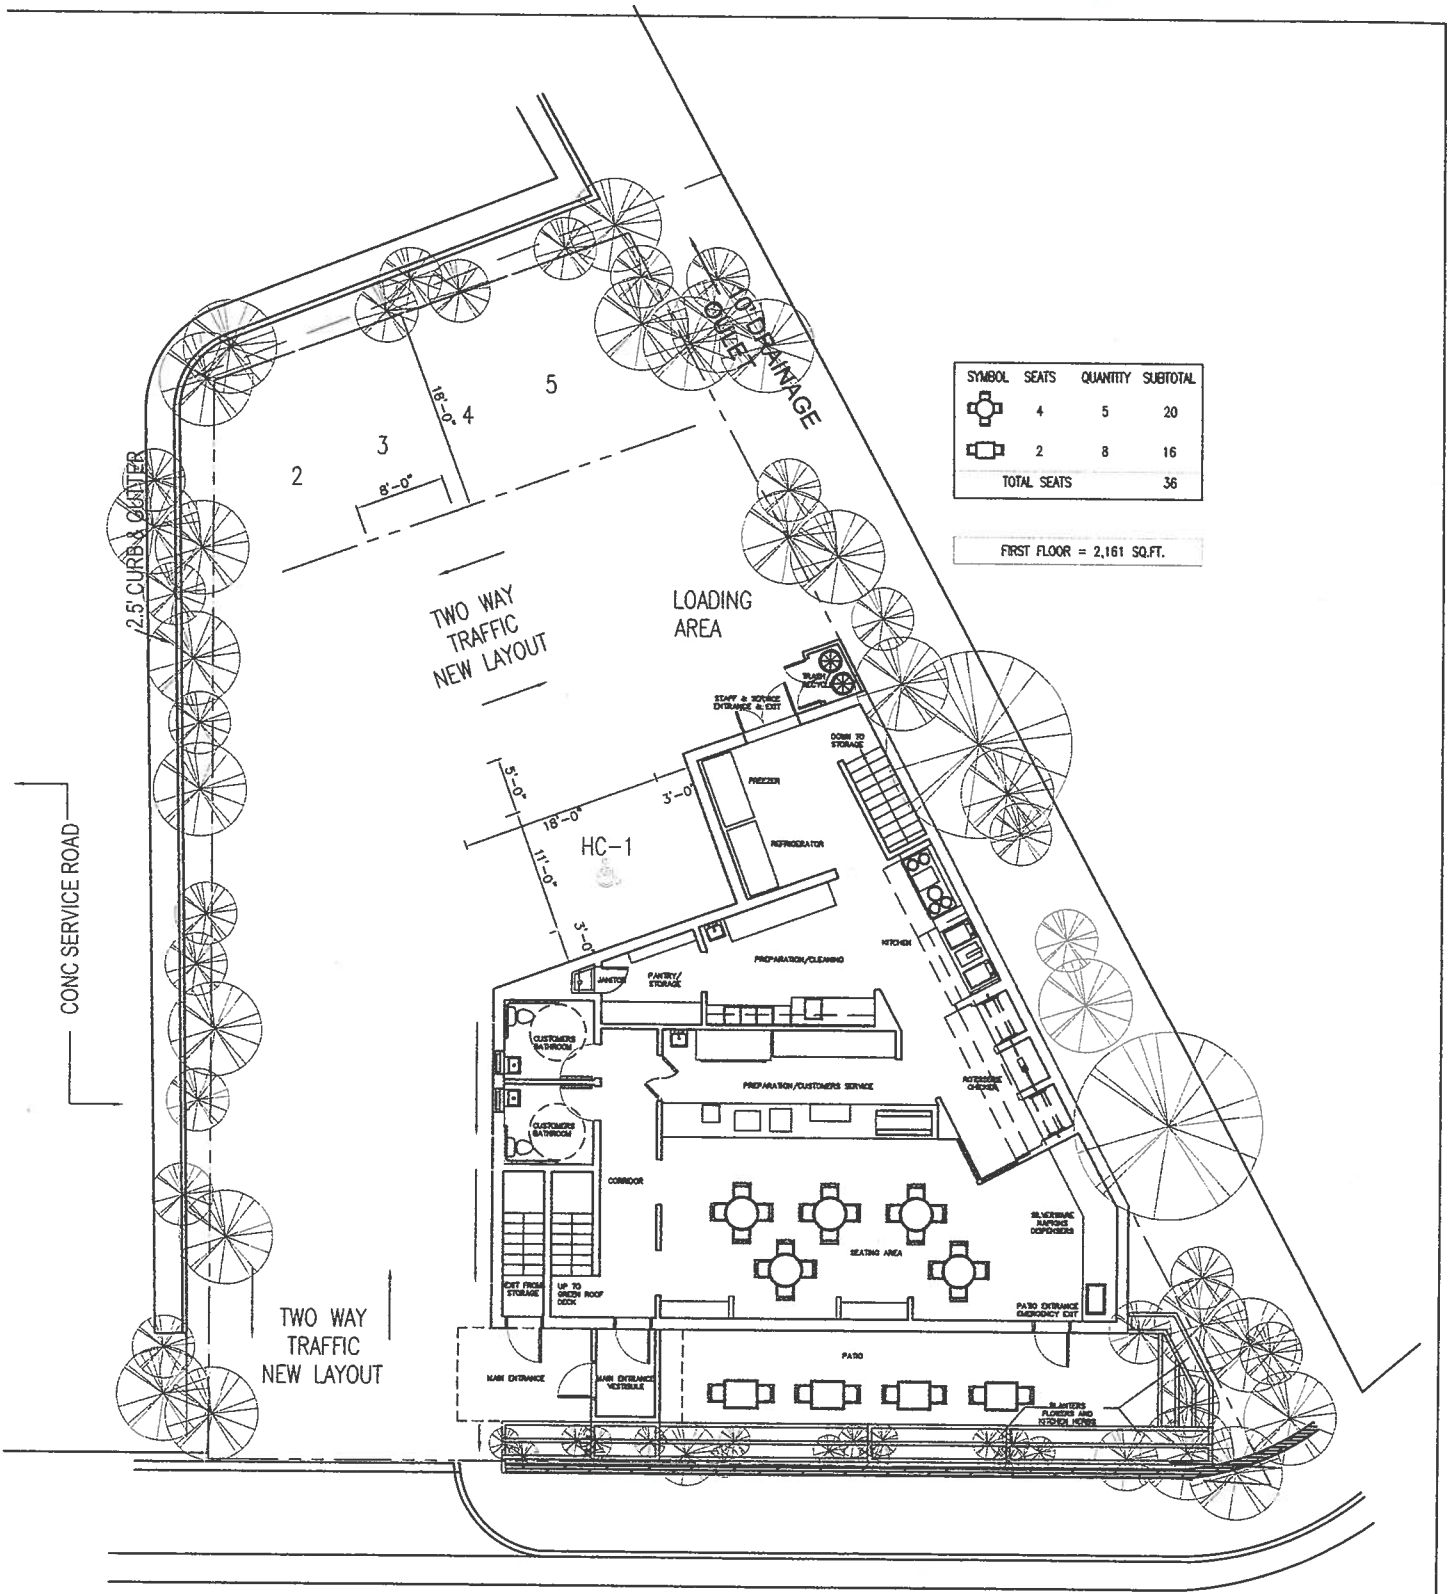 10' DRAINAGE
OULET
5
18'-0"
4
3
2
8'-0"
2.5' CURB & GUTTER
SYMBOL SEATS QUANTITY SUBTOTAL
4 5 20
2 8 16
TOTAL SEATS 36
FIRST FLOOR = 2,161 SQ.FT.
TWO WAY
TRAFFIC
NEW LAYOUT
LOADING
AREA
TRASH
RECYCLE
STAFF & SERVICE
ENTRANCE & EXIT
DOWN TO
STORAGE
FREEZER
5'-0"
3'-0"
18'-0"
REFRIGERATOR
HC-1
11'-0"
3'-0"
CONC SERVICE ROAD
KITCHEN
PREPARATION/CLEANING
JANITOR
PANTRY/
STORAGE
CUSTOMERS
BATHROOM
ROTISSERIE
CHICKEN
PREPARATION/CUSTOMERS SERVICE
CUSTOMERS
BATHROOM
CORRIDOR
SILVERWARE
NAPKINS
DISPENSERS
SEATING AREA
EXIT FROM
STORAGE
UP TO
GREEN ROOF
DECK
PATIO ENTRANCE
EMERGENCY EXIT
TWO WAY
TRAFFIC
NEW LAYOUT
PATIO
MAIN ENTRANCE
MAIN ENTRANCE
VESTIBULE
PLANTERS
FLOWERS AND
KITCHEN HERBS